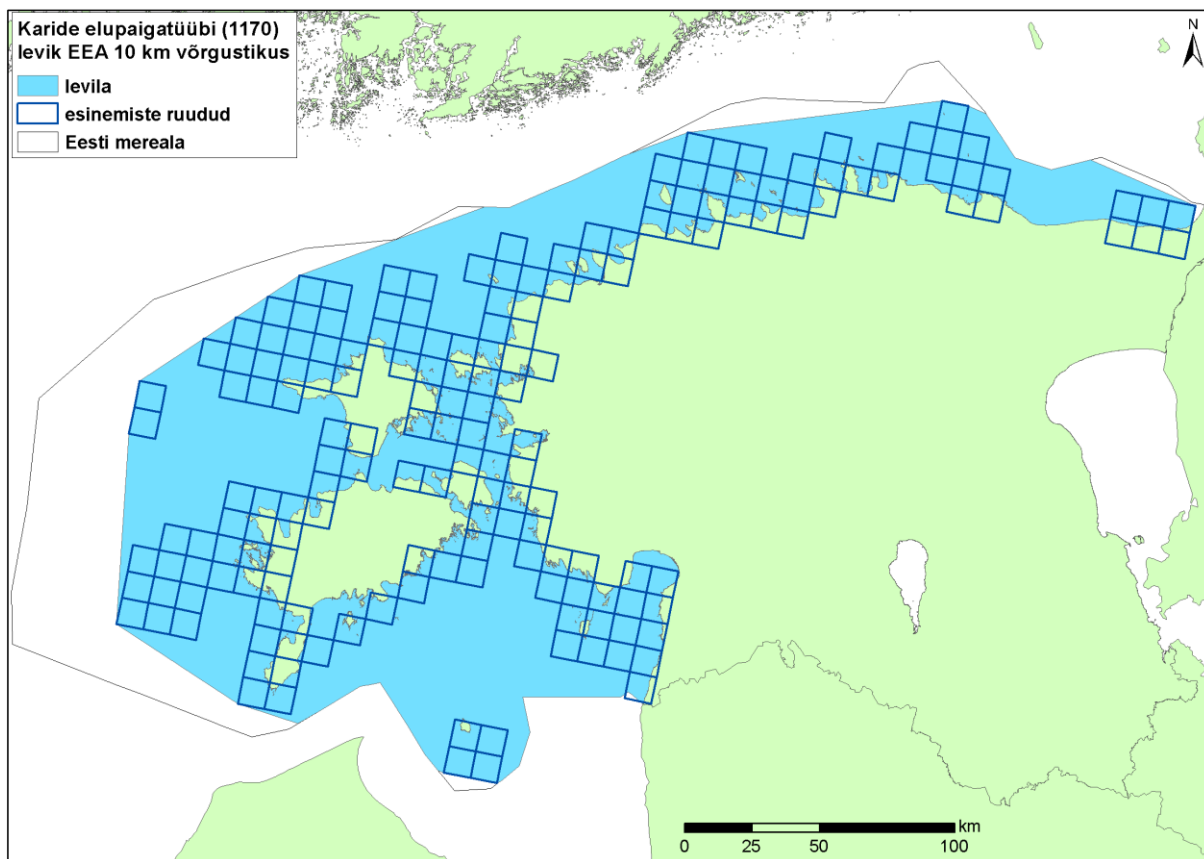 Karide elupaigatüübi (1170)
levik EEA 10 km võrgustikus
levila
esinemiste ruudud
Eesti mereala
N
km
0 25 50 100